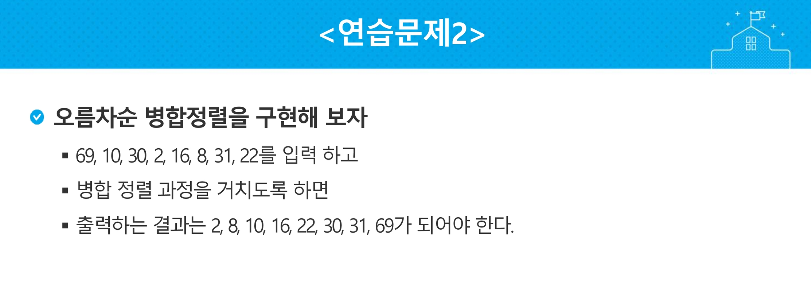 <연습문제2>
오름차순 병합정렬을 구현해 보자
▪ 69, 10, 30, 2, 16, 8, 31, 22를 입력 하고
▪ 병합 정렬 과정을 거치도록 하면
▪ 출력하는 결과는 2, 8, 10, 16, 22, 30, 31, 69가 되어야 한다.